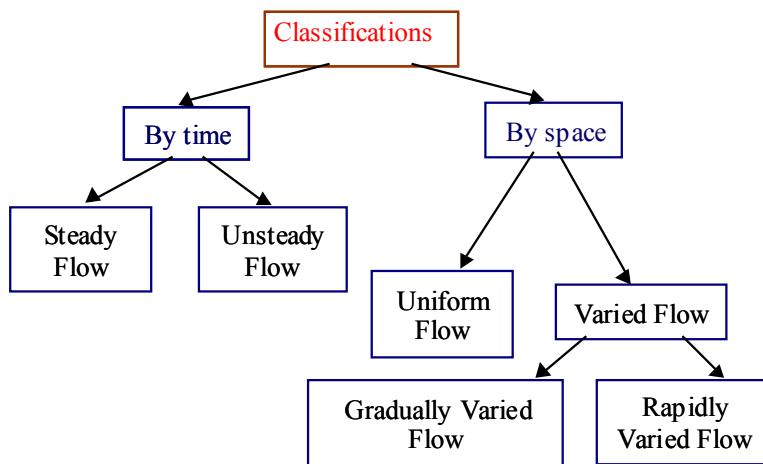 Classifications
By time
By space
Steady
Flow
Unsteady
Flow
Uniform
Flow
Varied Flow
Gradually Varied
Flow
Rapidly
Varied Flow